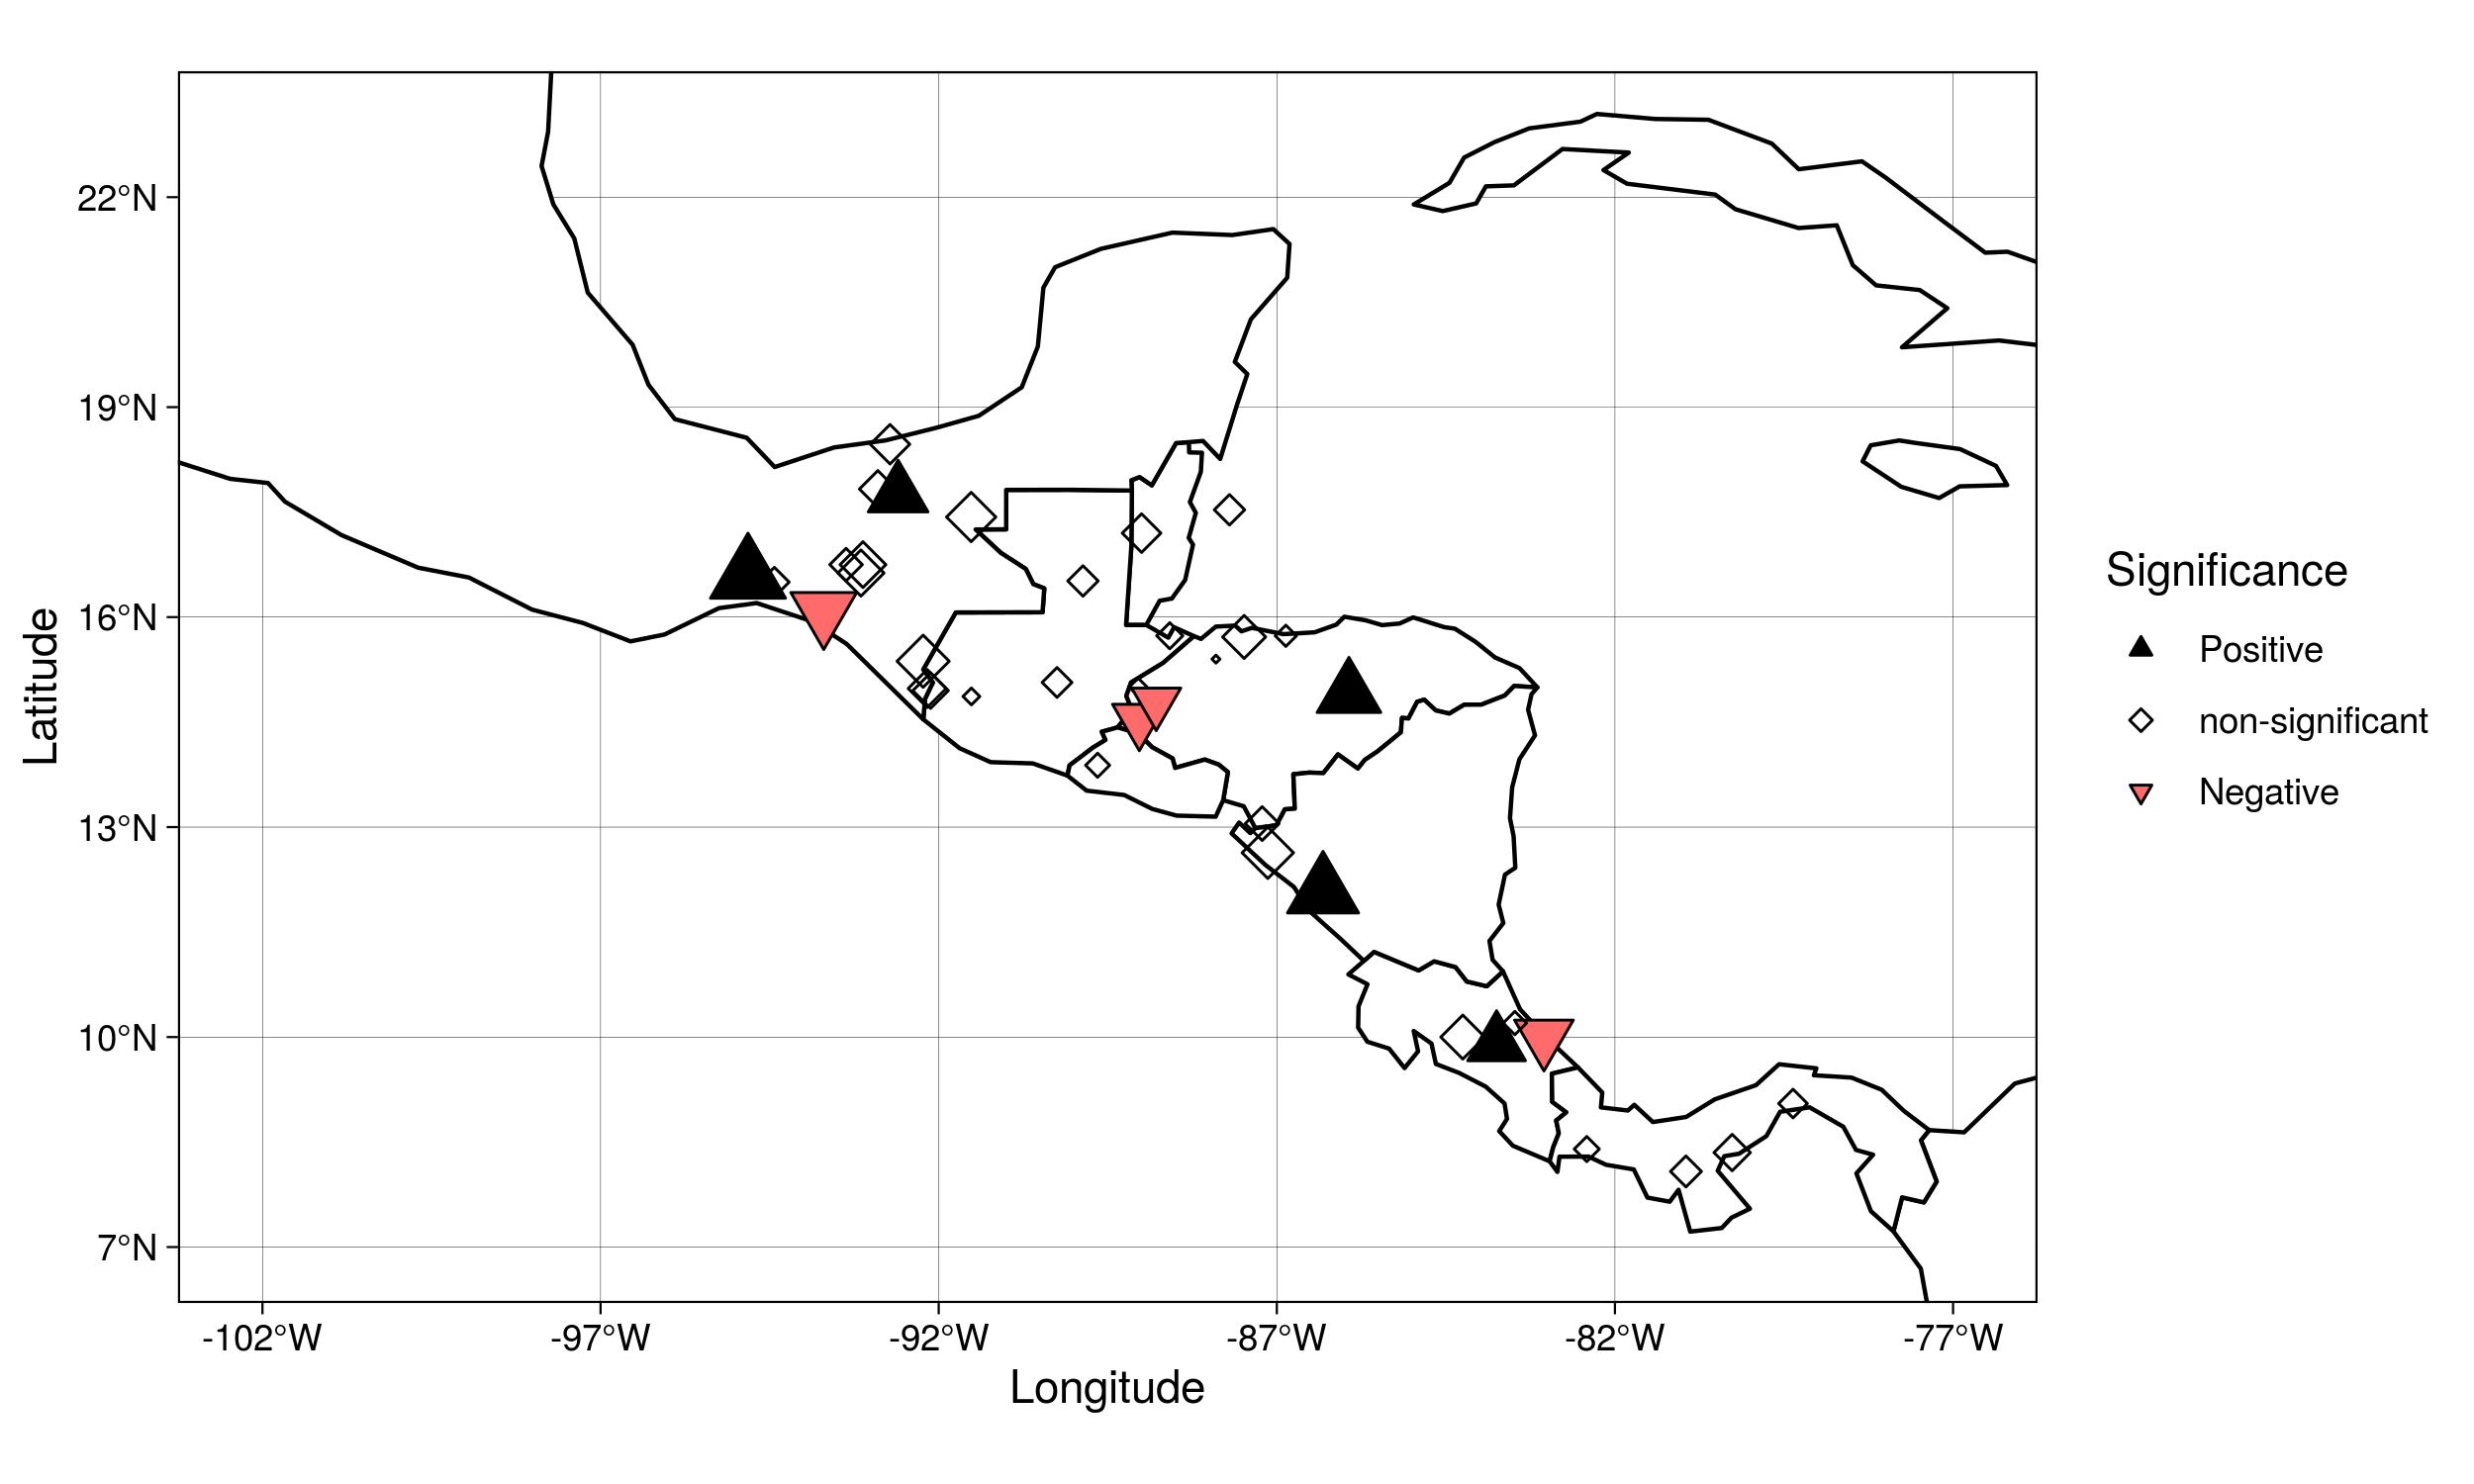 22°N
19°N
16°N
13°N
10°N
7°N
Latitude
-102°W
-97°W
-92°W
-87°W
-82°W
-77°W
Longitude
Significance
Positive
non-significant
Negative